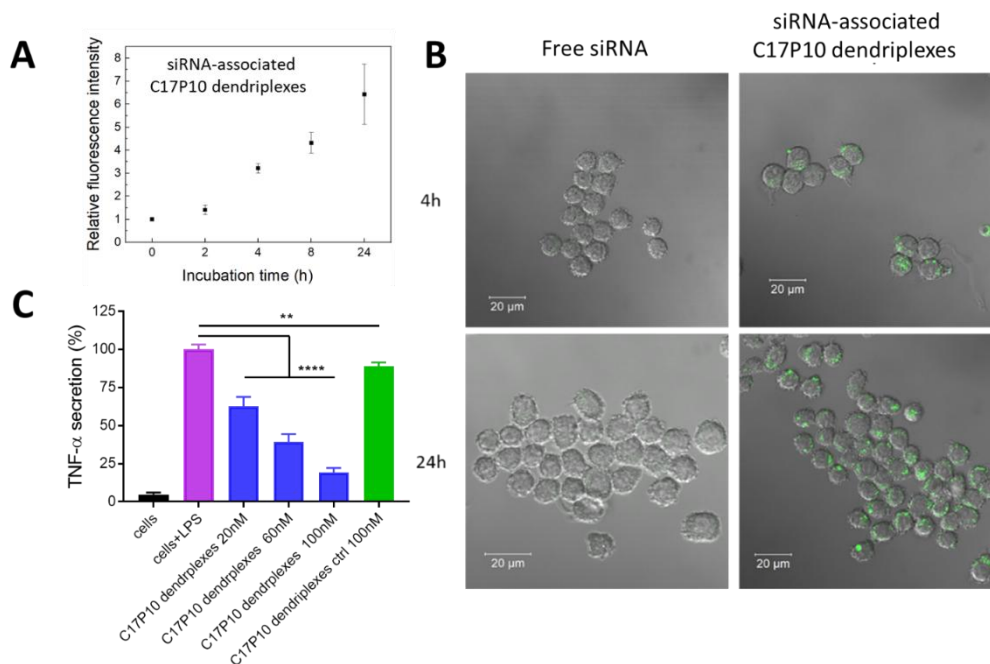 A
siRNA-associated
C17P10 dendriplexes
Relative fluorescence intensity
8
7
6
5
4
3
2
1
0
0 2 4 8 24
Incubation time (h)
B
Free siRNA
siRNA-associated
C17P10 dendriplexes
4h
20 µm
20 µm
24h
20 µm
20 µm
C
TNF-α secretion (%)
125
100
75
50
25
0
**
****
cells
cells+LPS
C17P10 dendrplexes 20nM
C17P10 dendrplexes 60nM
C17P10 dendrplexes 100nM
C17P10 dendriplexes ctrl 100nM